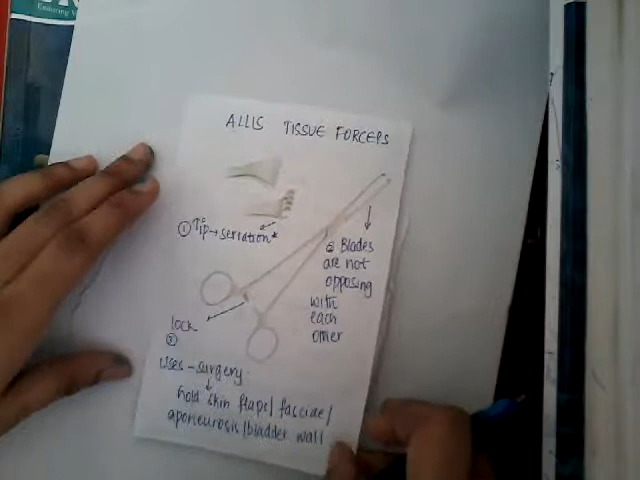 ALLIS TISSUE FORCEPS
① Tip → serration*
③ Blades
are not
opposing
with
each
other
lock
②
Uses - surgery
hold skin flaps/ fasciae/
aponeurosis/bladder wall